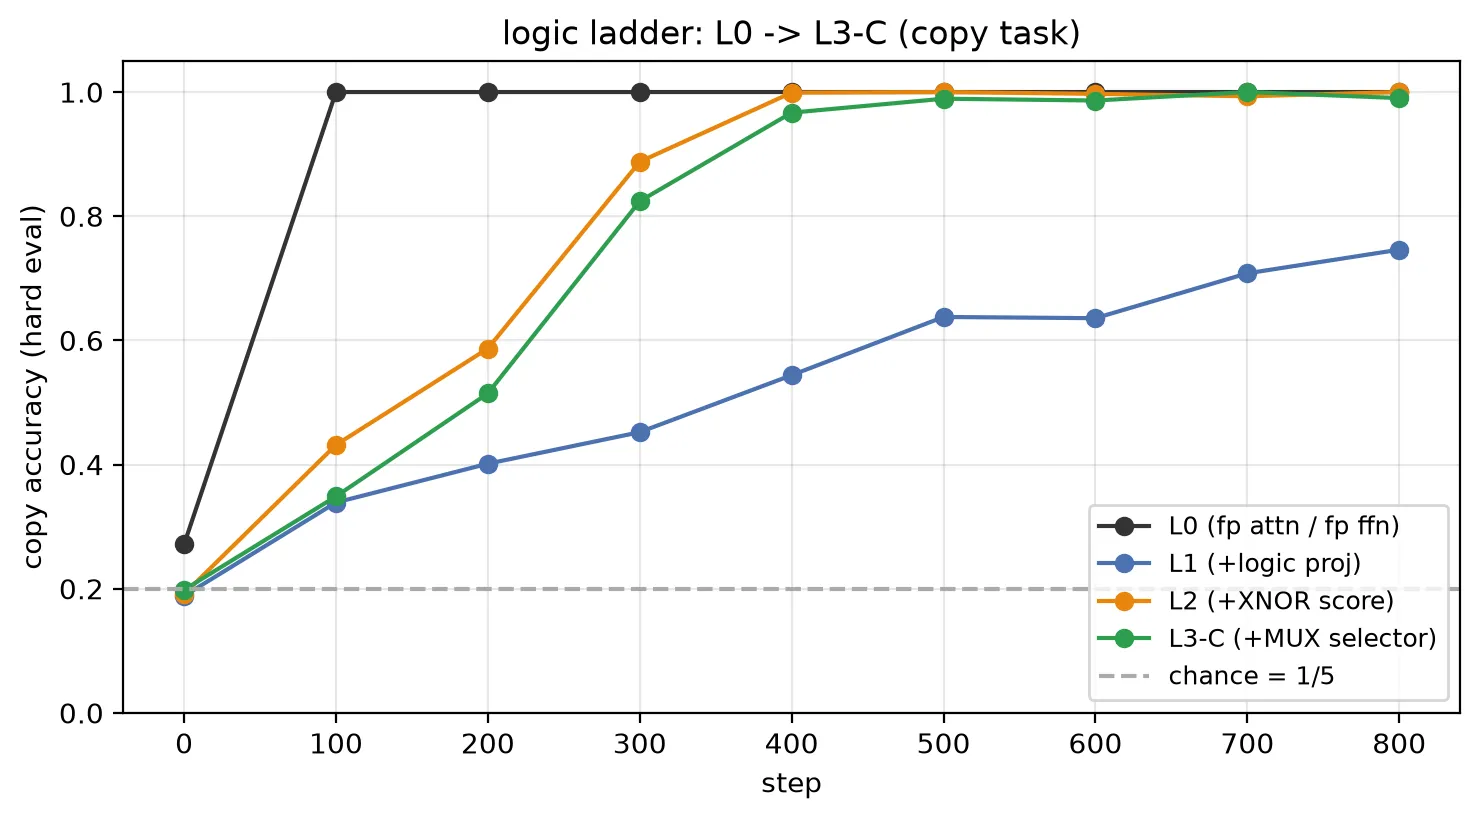 logic ladder: L0 -> L3-C (copy task)
copy accuracy (hard eval)
1.0
0.8
0.6
0.4
0.2
0.0
L0 (fp attn / fp ffn)
L1 (+logic proj)
L2 (+XNOR score)
L3-C (+MUX selector)
chance = 1/5
0 100 200 300 400 500 600 700 800
step